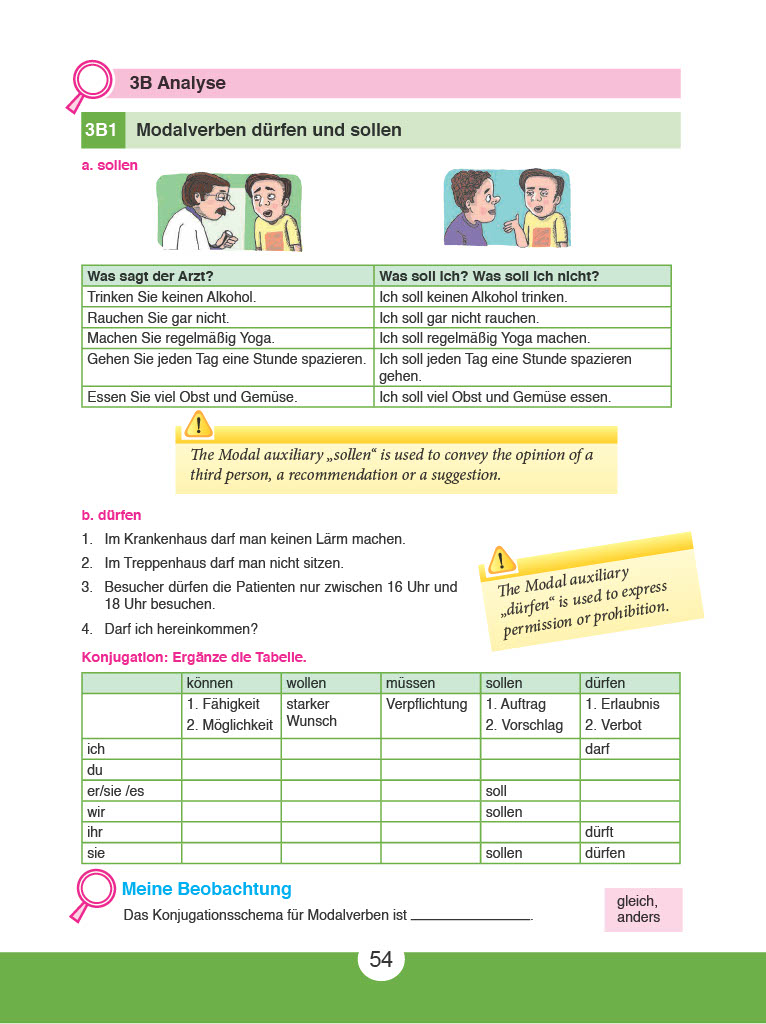 3B Analyse
3B1 Modalverben dürfen und sollen
a. sollen
Was sagt der Arzt? Was soll ich? Was soll ich nicht?
Trinken Sie keinen Alkohol. Ich soll keinen Alkohol trinken.
Rauchen Sie gar nicht. Ich soll gar nicht rauchen.
Machen Sie regelmäßig Yoga. Ich soll regelmäßig Yoga machen.
Gehen Sie jeden Tag eine Stunde spazieren. Ich soll jeden Tag eine Stunde spazieren
gehen.
Essen Sie viel Obst und Gemüse. Ich soll viel Obst und Gemüse essen.
The Modal auxiliary „sollen“ is used to convey the opinion of a
third person, a recommendation or a suggestion.
b. dürfen
1. Im Krankenhaus darf man keinen Lärm machen.
2. Im Treppenhaus darf man nicht sitzen.
3. Besucher dürfen die Patienten nur zwischen 16 Uhr und
18 Uhr besuchen.
4. Darf ich hereinkommen?
The Modal auxiliary
„dürfen“ is used to express
permission or prohibition.
Konjugation: Ergänze die Tabelle.
können wollen müssen sollen dürfen
1. Fähigkeit starker Verpflichtung 1. Auftrag 1. Erlaubnis
2. Möglichkeit Wunsch 2. Vorschlag 2. Verbot
ich darf
du
er/sie /es soll
wir sollen
ihr dürft
sie sollen dürfen
Meine Beobachtung
Das Konjugationsschema für Modalverben ist _______________.
gleich,
anders
54